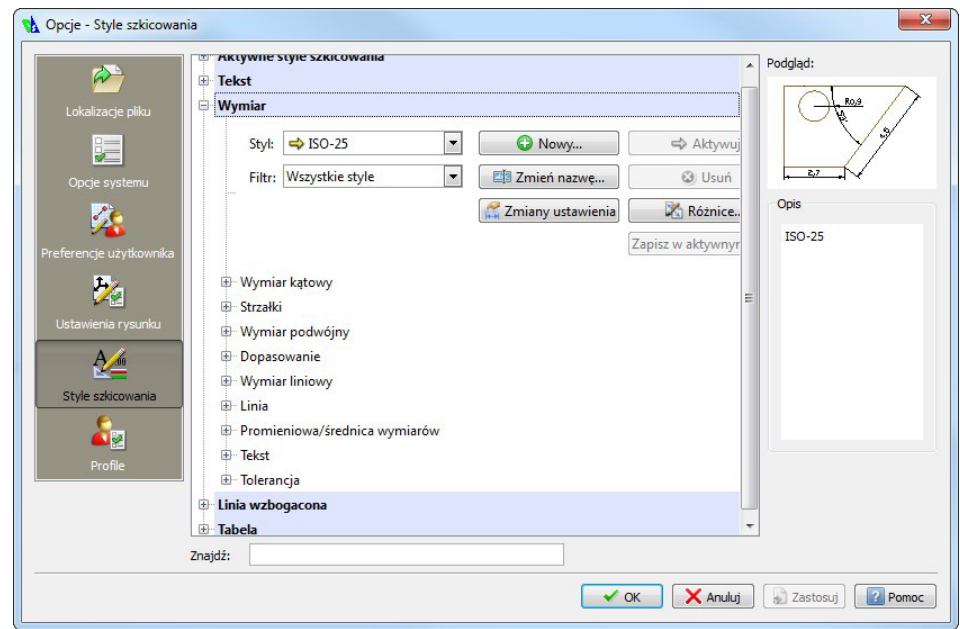 Opcje - Style szkicowania
Lokalizacje pliku
Opcje systemu
Preferencje użytkownika
Ustawienia rysunku
Style szkicowania
Profile
Aktywne style szkicowania
Tekst
Wymiar
Styl: ISO-25 Nowy... Aktywuj
Filtr: Wszystkie style Zmień nazwę... Usuń
Zmiany ustawienia Różnice..
Zapisz w aktywnyr
Wymiar kątowy
Strzałki
Wymiar podwójny
Dopasowanie
Wymiar liniowy
Linia
Promieniowa/średnica wymiarów
Tekst
Tolerancja
Linia wzbogacona
Tabela
Znajdź:
Podgląd:
R0,9
2,7
Opis
ISO-25
OK Anuluj Zastosuj Pomoc